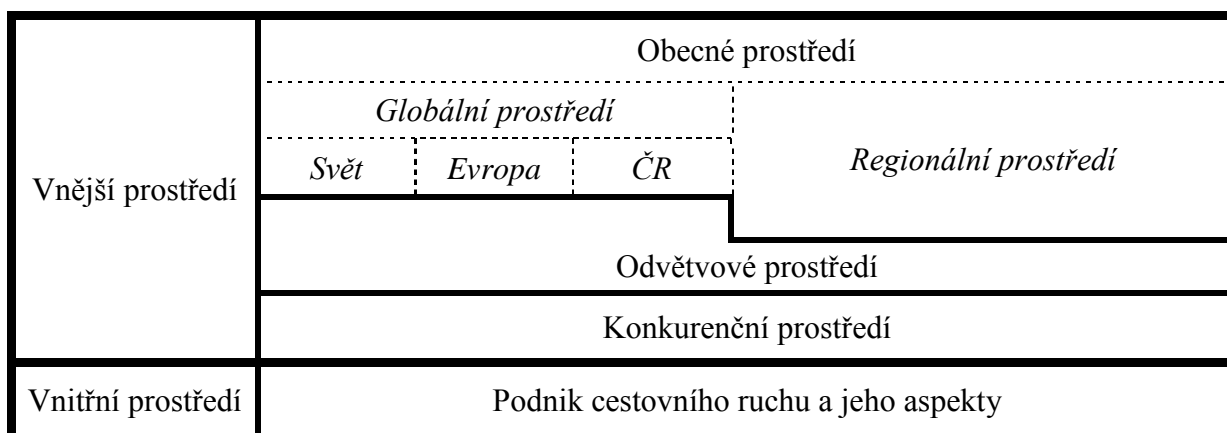 Obecné prostředí
Globální prostředí
Svět
Evropa
ČR
Regionální prostředí
Vnější prostředí
Odvětvové prostředí
Konkurenční prostředí
Vnitřní prostředí
Podnik cestovního ruchu a jeho aspekty